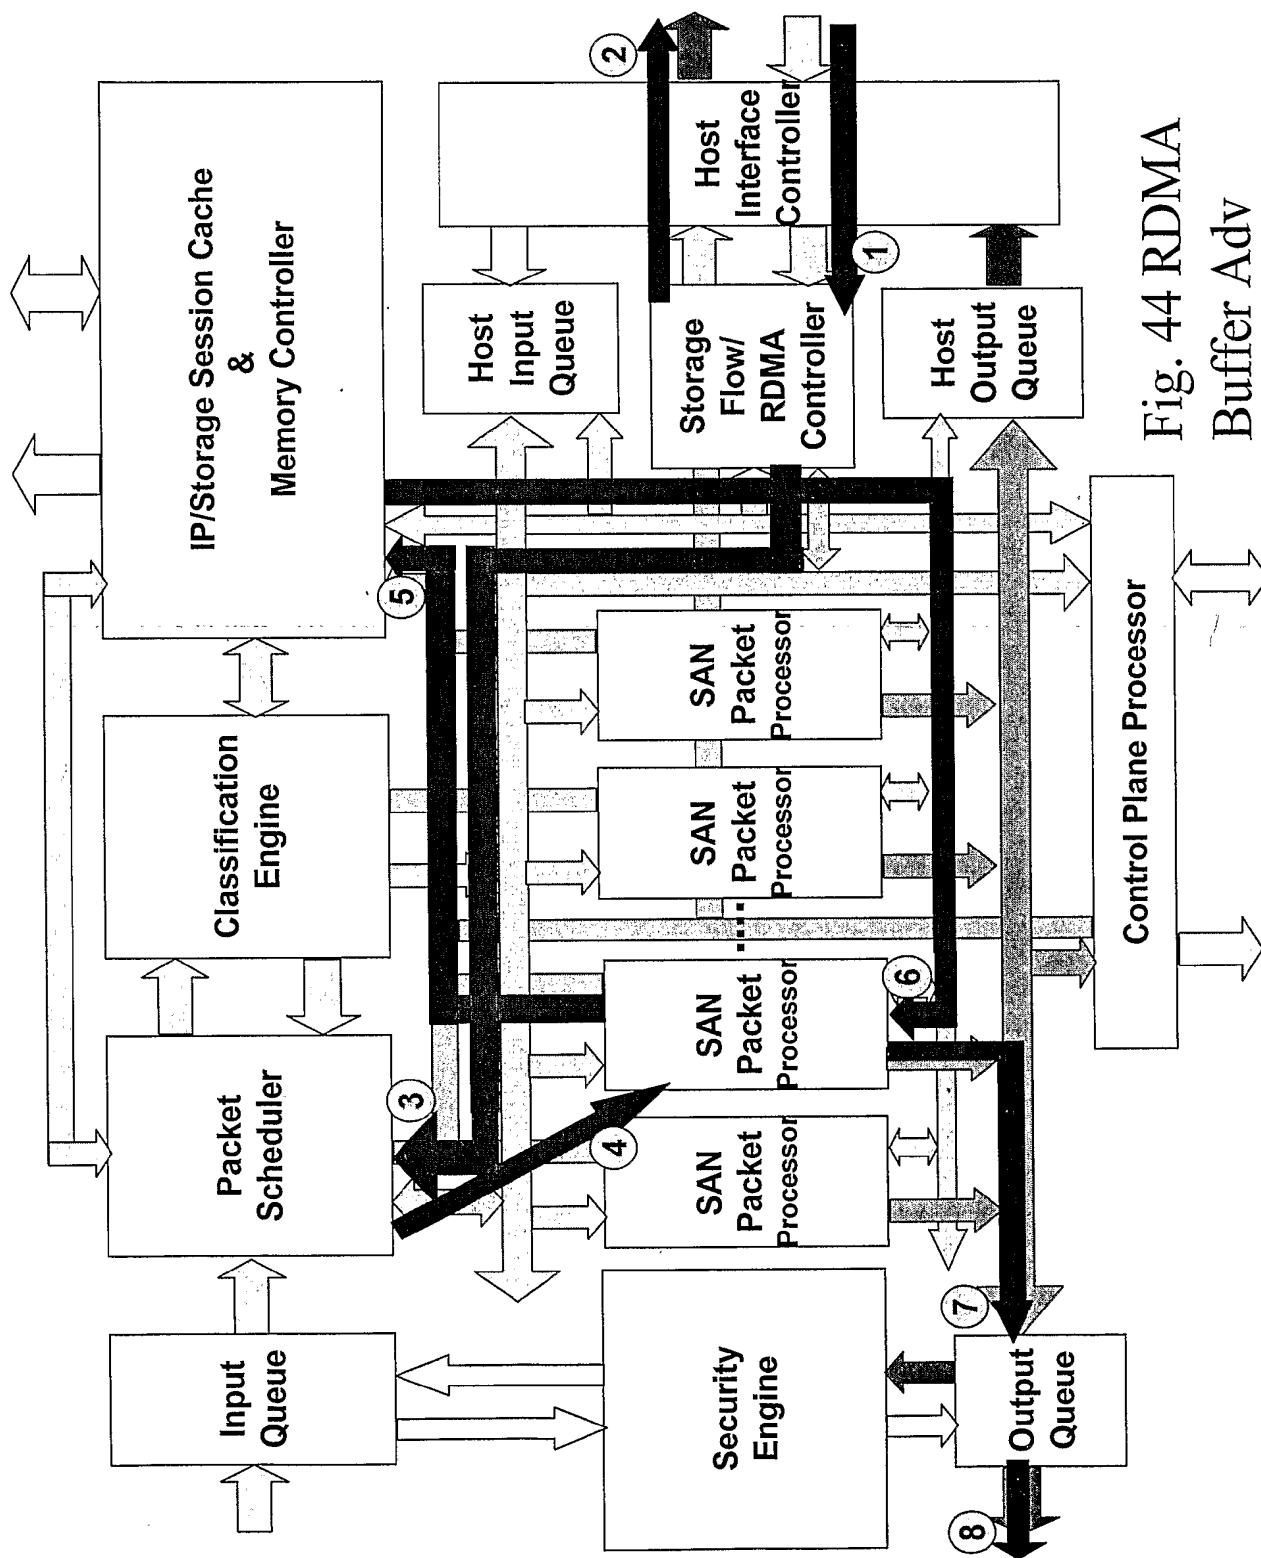 Input
Queue
Packet
Scheduler
Classification
Engine
IP/Storage Session Cache
&
Memory Controller
Security
Engine
SAN
Packet
Processor
SAN
Packet
Processor
SAN
Packet
Processor
SAN
Packet
Processor
Host
Input
Queue
Storage
Flow/
RDMA
Controller
Host
Output
Queue
Host
Interface
Controller
Output
Queue
Control Plane Processor
1
2
3
4
5
6
7
8
Fig. 44 RDMA
Buffer Adv